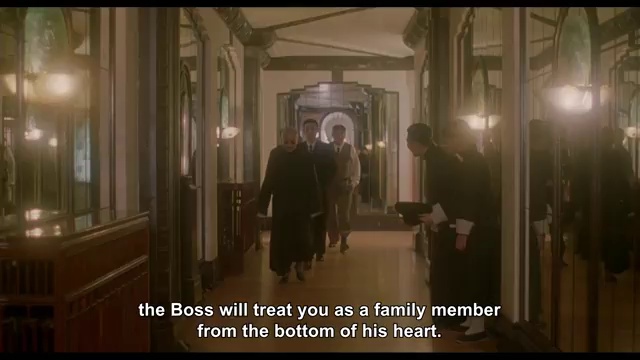 the Boss will treat you as a family member
from the bottom of his heart.